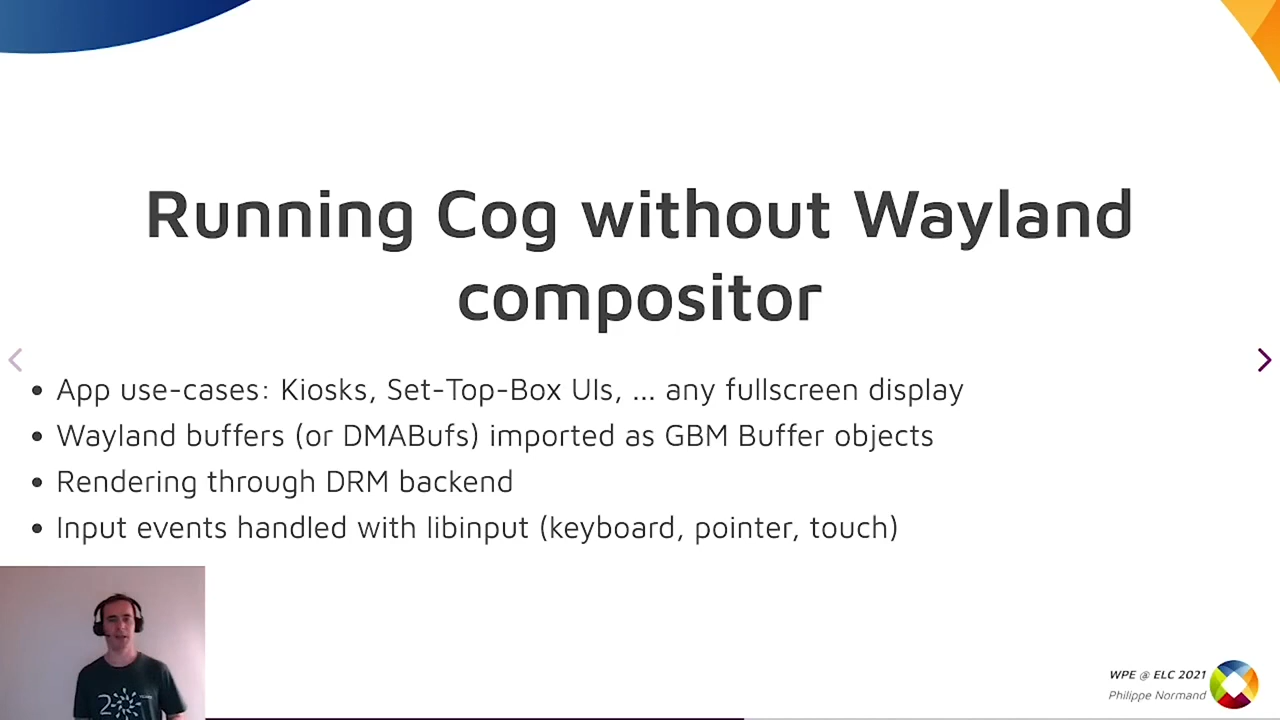 Running Cog without Wayland
compositor
• App use-cases: Kiosks, Set-Top-Box UIs, ... any fullscreen display
• Wayland buffers (or DMABufs) imported as GBM Buffer objects
• Rendering through DRM backend
• Input events handled with libinput (keyboard, pointer, touch)
WPE @ ELC 2021
Philippe Normand